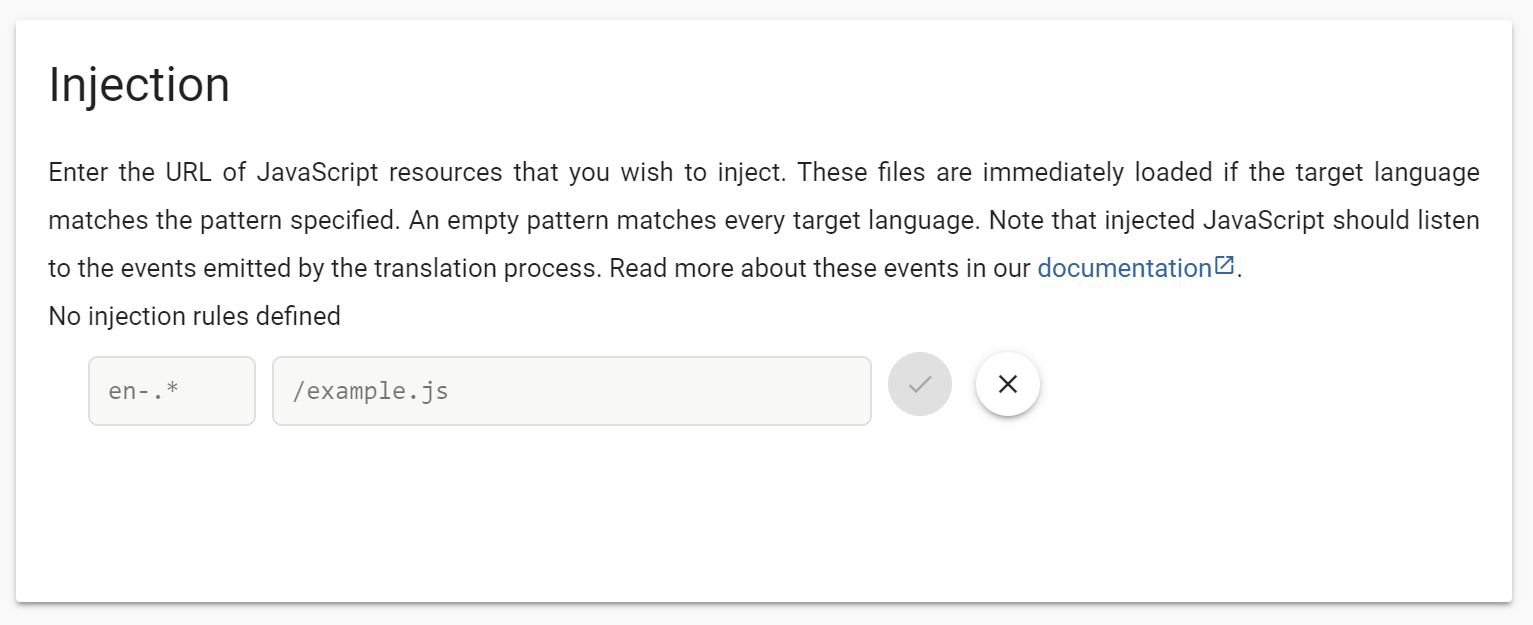 Injection
Enter the URL of JavaScript resources that you wish to inject. These files are immediately loaded if the target language
matches the pattern specified. An empty pattern matches every target language. Note that injected JavaScript should listen
to the events emitted by the translation process. Read more about these events in our documentation.
No injection rules defined
en-.* /example.js